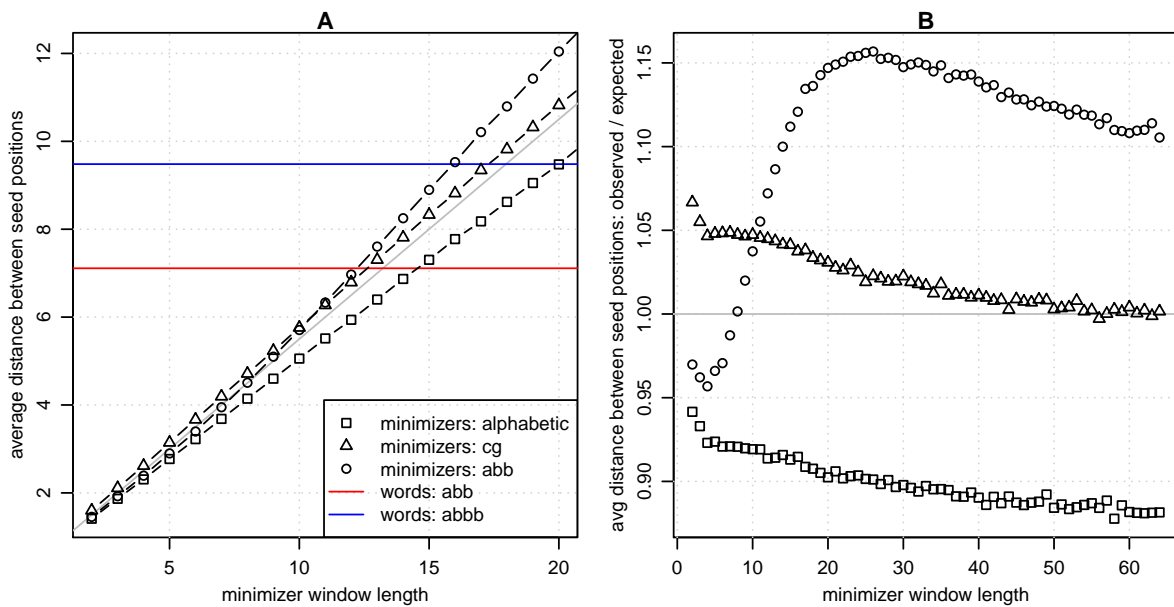 A
average distance between seed positions
12
10
8
6
4
2
5
10
15
20
minimizer window length
minimizers: alphabetic
minimizers: cg
minimizers: abb
words: abb
words: abbb
B
avg distance between seed positions: observed / expected
1.15
1.10
1.05
1.00
0.95
0.90
0
10
20
30
40
50
60
minimizer window length